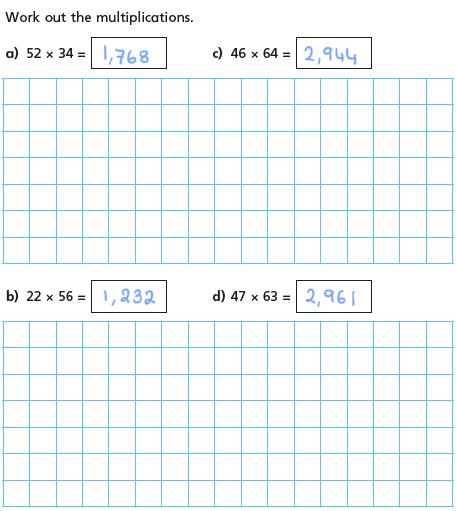 Work out the multiplications.
a) 52 × 34 = 1,768
c) 46 × 64 = 2,944
b) 22 × 56 = 1,232
d) 47 × 63 = 2,961